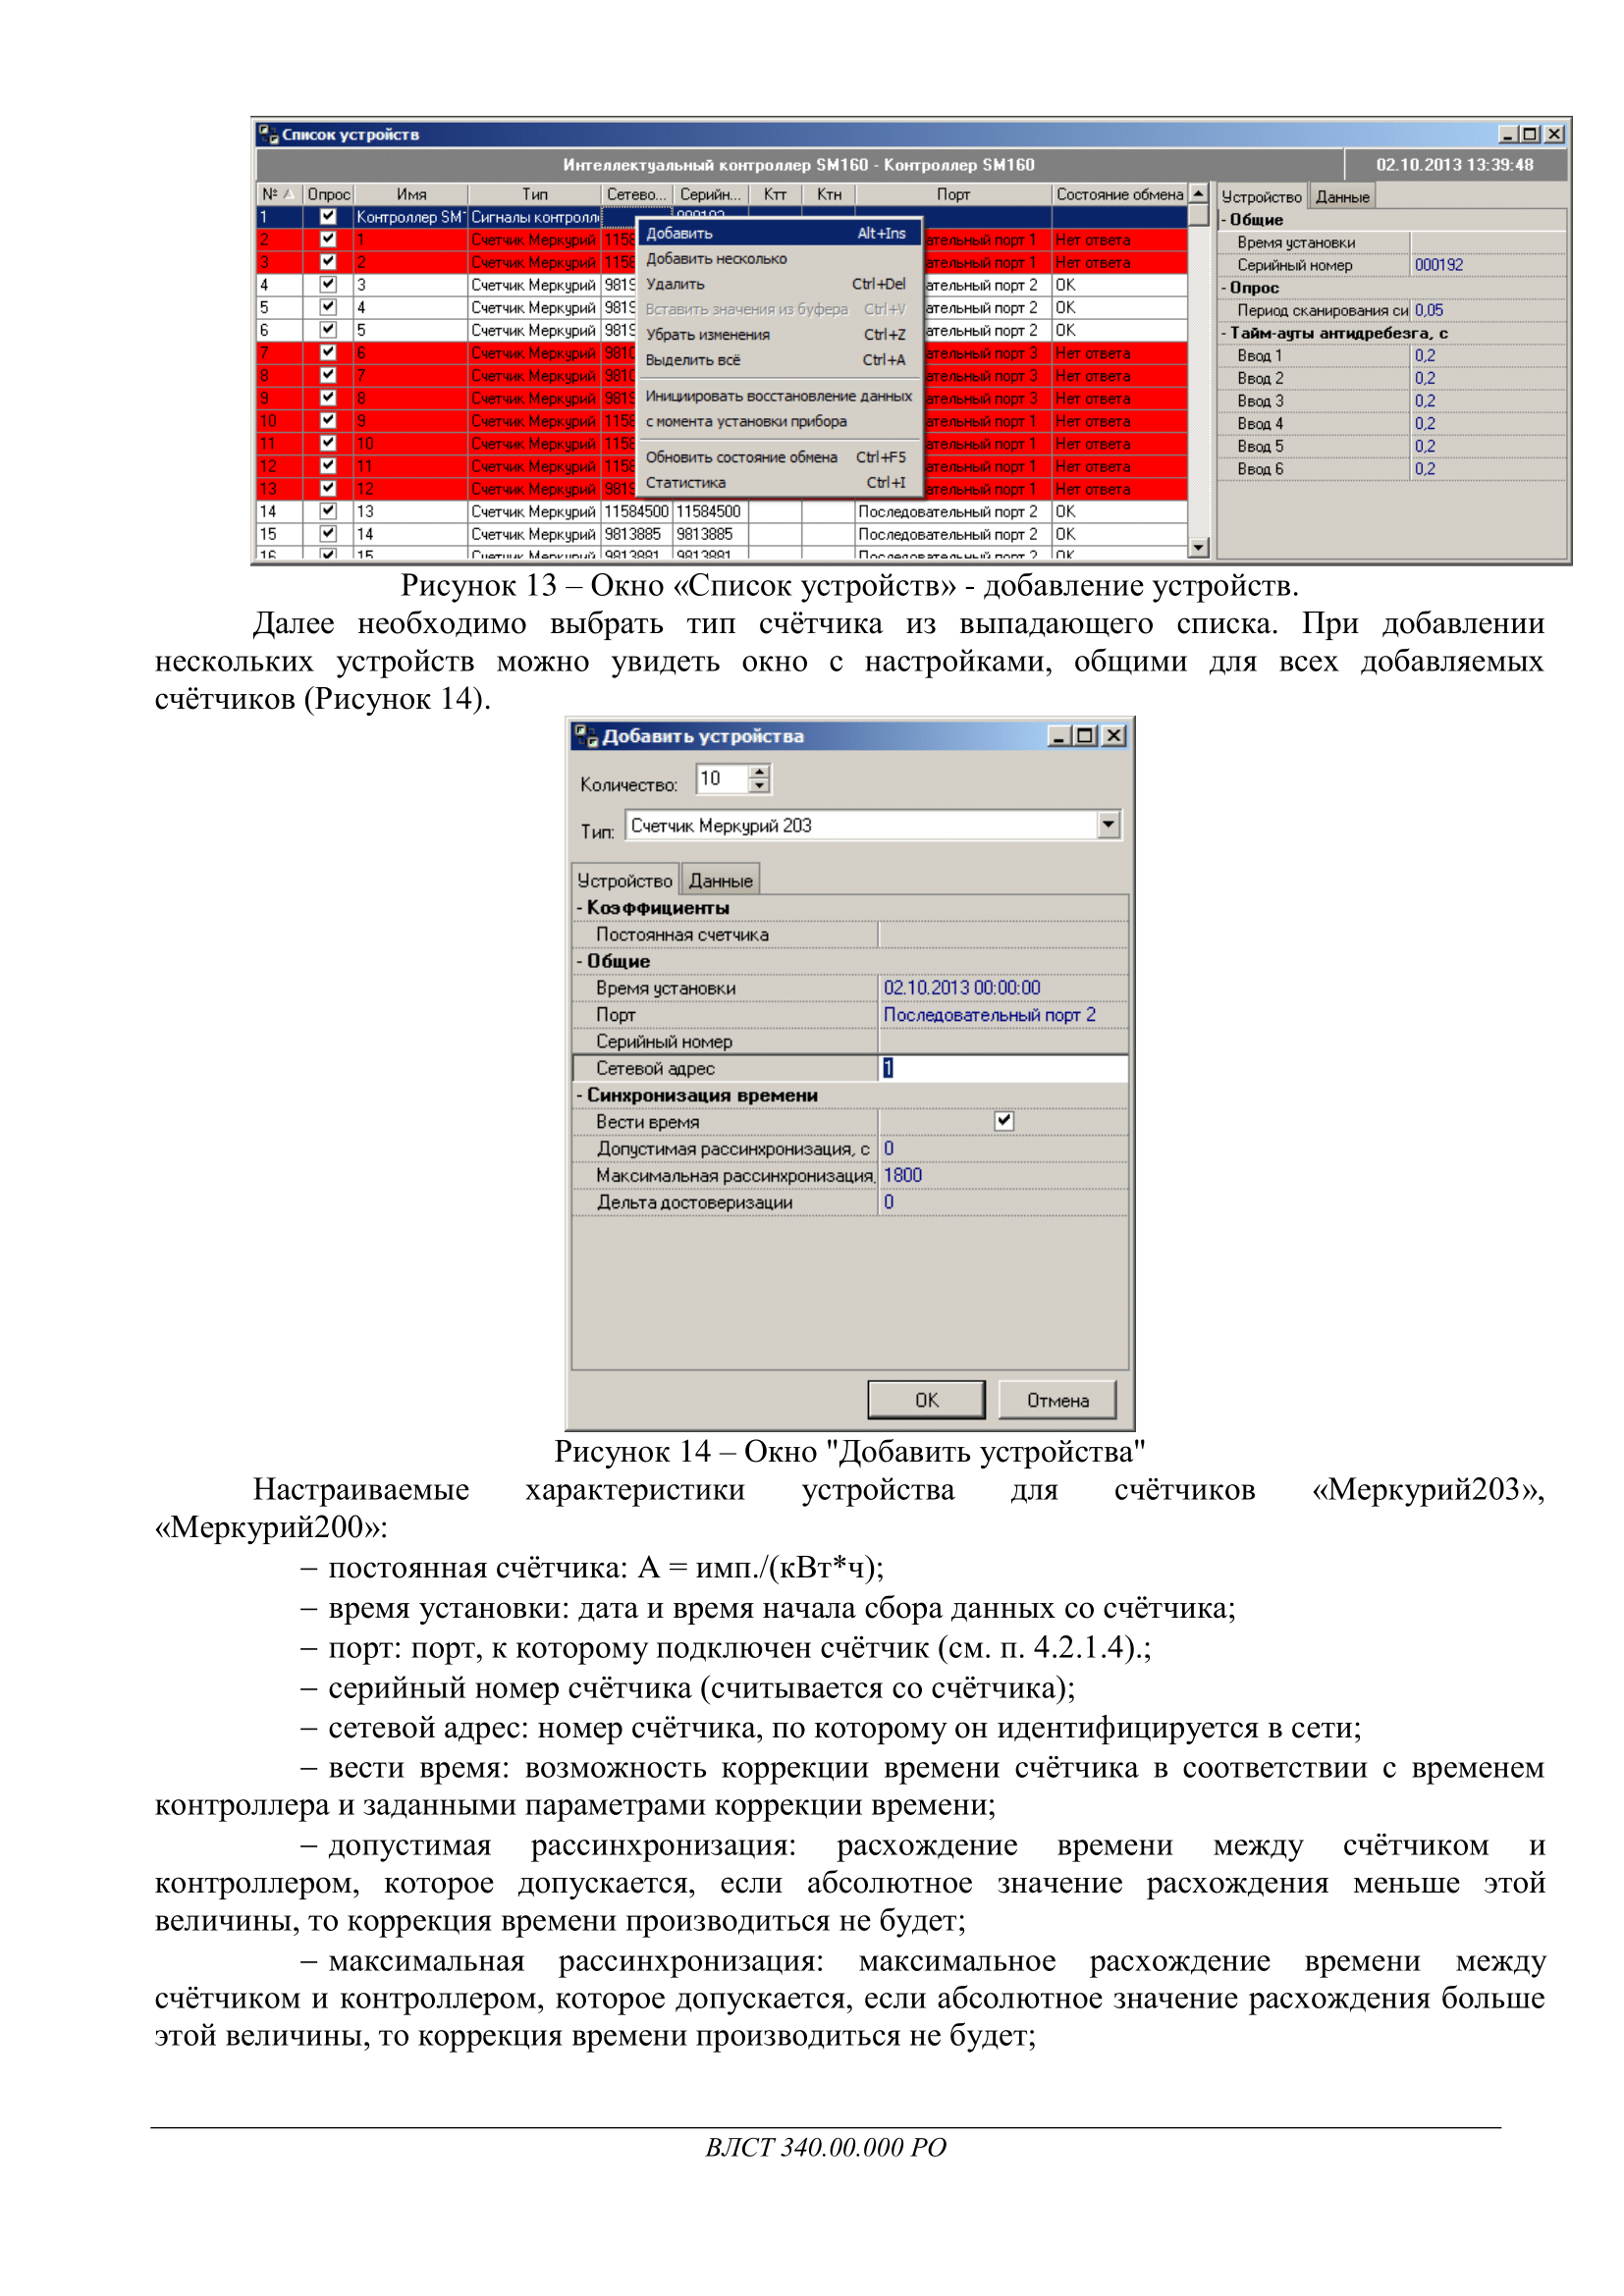 Список устройств
Интеллектуальный контроллер SM160 - Контроллер SM160 02.10.2013 13:39:48
№ Опрос Имя Тип Сетево... Серийн... Ктт Ктн Порт Состояние обмена
1 Контроллер SM Сигналы контролл
2 1 Счетчик Меркурий 1158 ательный порт 1 Нет ответа
3 2 Счетчик Меркурий 1158 ательный порт 1 Нет ответа
4 3 Счетчик Меркурий 9819 ательный порт 2 OK
5 4 Счетчик Меркурий 9819 ательный порт 2 OK
6 5 Счетчик Меркурий 9819 ательный порт 2 OK
7 6 Счетчик Меркурий 9810 ательный порт 3 Нет ответа
8 7 Счетчик Меркурий 9810 ательный порт 3 Нет ответа
9 8 Счетчик Меркурий 9819 ательный порт 3 Нет ответа
10 9 Счетчик Меркурий 1158 ательный порт 1 Нет ответа
11 10 Счетчик Меркурий 1158 ательный порт 1 Нет ответа
12 11 Счетчик Меркурий 1158 ательный порт 1 Нет ответа
13 12 Счетчик Меркурий 9819 ательный порт 1 Нет ответа
14 13 Счетчик Меркурий 11584500 11584500 Последовательный порт 2 OK
15 14 Счетчик Меркурий 9813885 9813885 Последовательный порт 2 OK
16 15 Счетчик Меркурий 9813881 9813881 Последовательный порт 2 OK
Добавить Alt+Ins
Добавить несколько
Удалить Ctrl+Del
Вставить значения из буфера Ctrl+V
Убрать изменения Ctrl+Z
Выделить всё Ctrl+A
Инициировать восстановление данных
с момента установки прибора
Обновить состояние обмена Ctrl+F5
Статистика Ctrl+I
Устройство Данные
- Общие
Время установки
Серийный номер 000192
- Опрос
Период сканирования си 0,05
- Тайм-ауты антидребезга, с
Ввод 1 0,2
Ввод 2 0,2
Ввод 3 0,2
Ввод 4 0,2
Ввод 5 0,2
Ввод 6 0,2
Рисунок 13 – Окно «Список устройств» - добавление устройств.
Далее необходимо выбрать тип счётчика из выпадающего списка. При добавлении
нескольких устройств можно увидеть окно с настройками, общими для всех добавляемых
счётчиков (Рисунок 14).
Добавить устройства
Количество: 10
Тип: Счетчик Меркурий 203
Устройство Данные
- Коэффициенты
Постоянная счетчика
- Общие
Время установки 02.10.2013 00:00:00
Порт Последовательный порт 2
Серийный номер
Сетевой адрес 1
- Синхронизация времени
Вести время
Допустимая рассинхронизация, с 0
Максимальная рассинхронизация, 1800
Дельта достоверизации 0
OK Отмена
Рисунок 14 – Окно "Добавить устройства"
Настраиваемые характеристики устройства для счётчиков «Меркурий203»,
«Меркурий200»:
– постоянная счётчика: А = имп./(кВт*ч);
– время установки: дата и время начала сбора данных со счётчика;
– порт: порт, к которому подключен счётчик (см. п. 4.2.1.4).;
– серийный номер счётчика (считывается со счётчика);
– сетевой адрес: номер счётчика, по которому он идентифицируется в сети;
– вести время: возможность коррекции времени счётчика в соответствии с временем
контроллера и заданными параметрами коррекции времени;
– допустимая рассинхронизация: расхождение времени между счётчиком и
контроллером, которое допускается, если абсолютное значение расхождения меньше этой
величины, то коррекция времени производиться не будет;
– максимальная рассинхронизация: максимальное расхождение времени между
счётчиком и контроллером, которое допускается, если абсолютное значение расхождения больше
этой величины, то коррекция времени производиться не будет;
ВЛСТ 340.00.000 РО